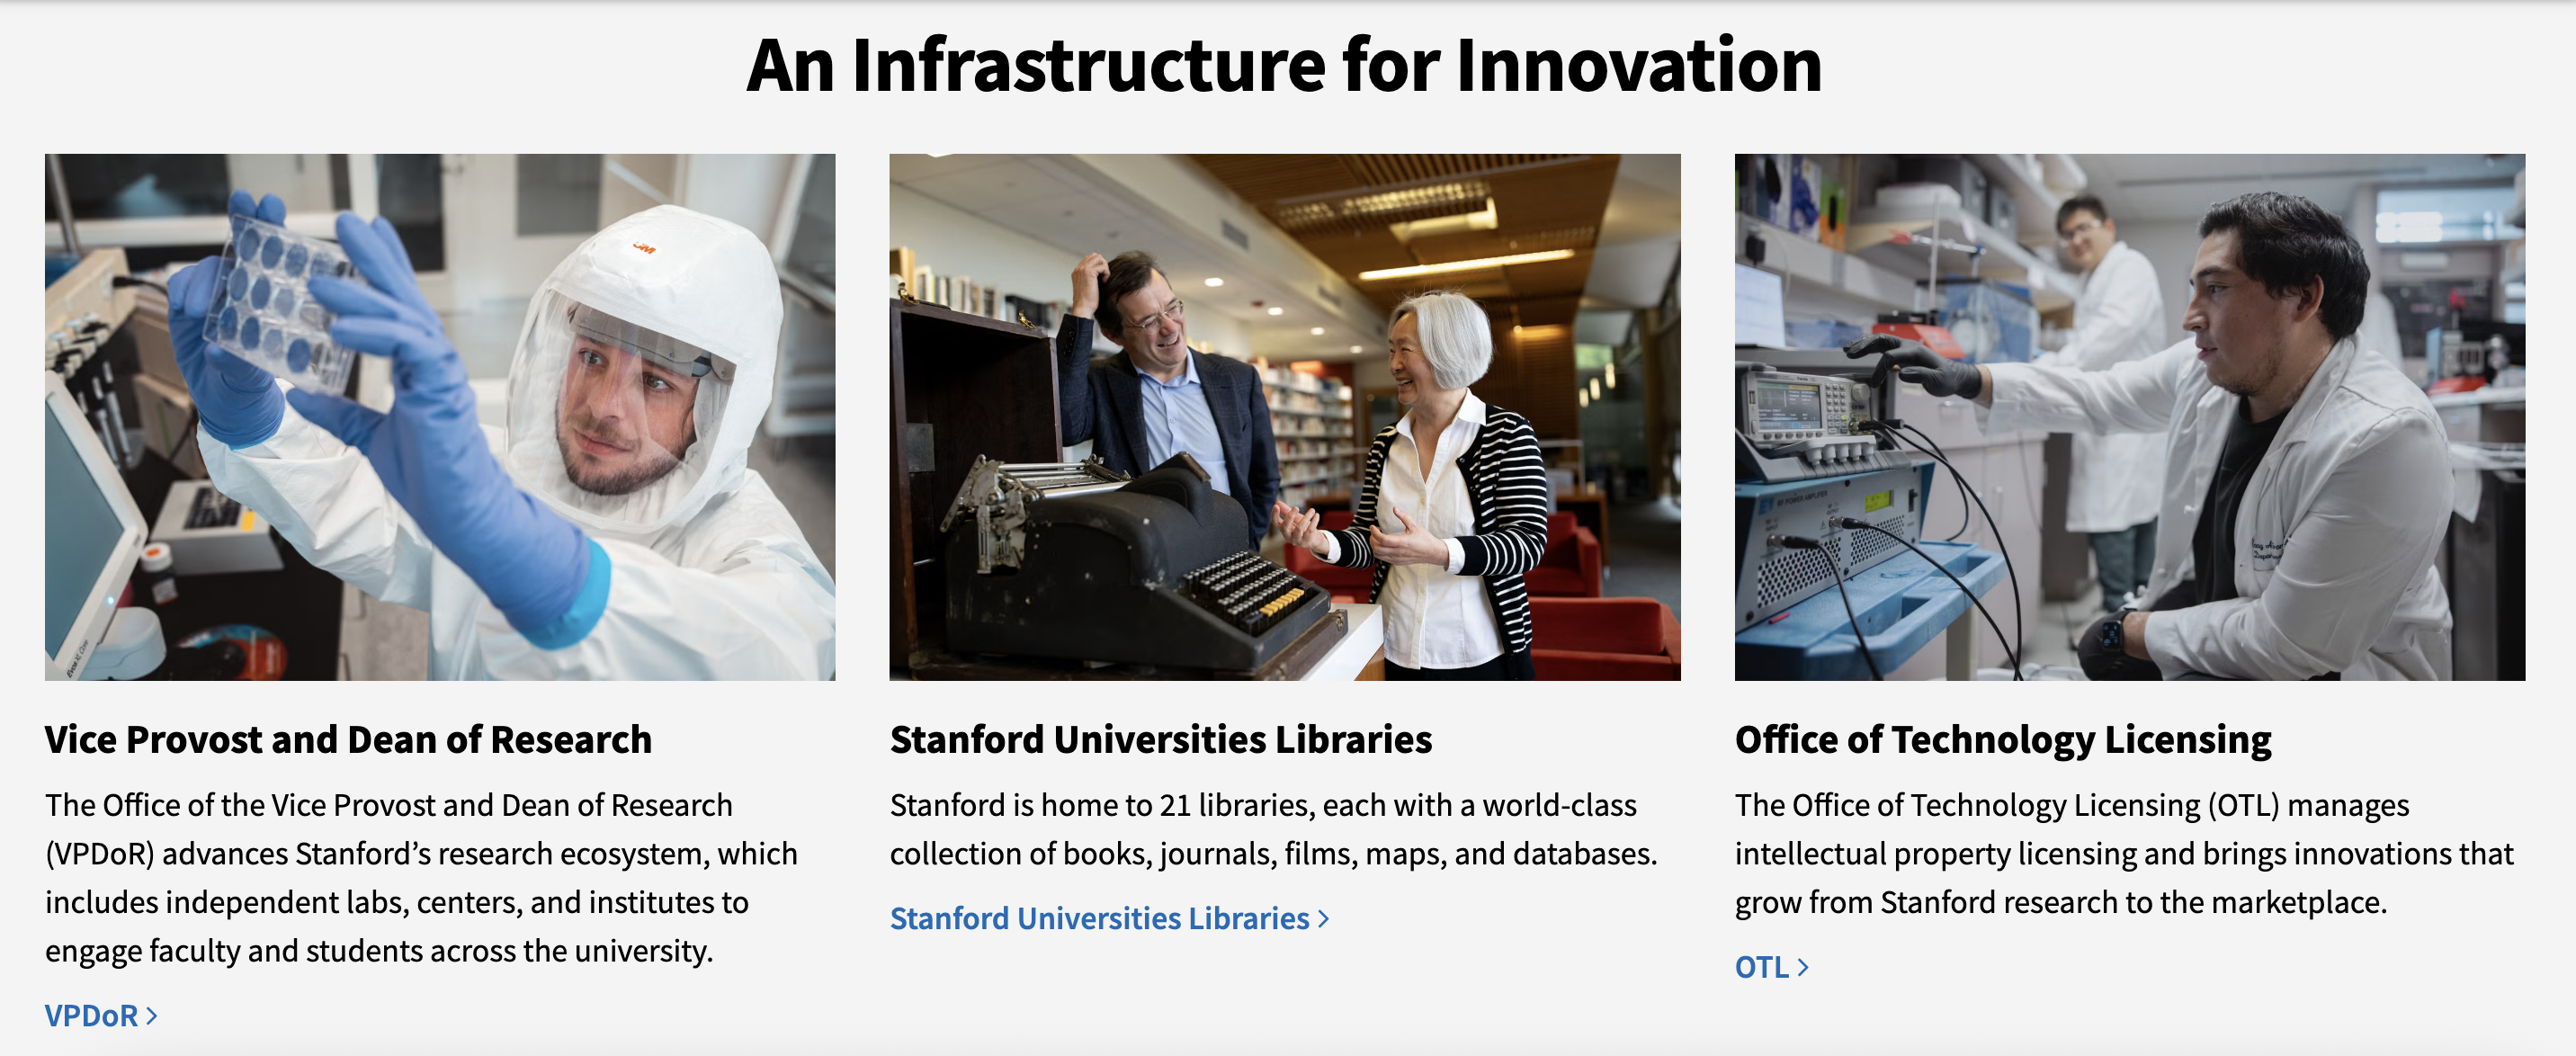 An Infrastructure for Innovation
3M
Vice Provost and Dean of Research
The Office of the Vice Provost and Dean of Research
(VPDoR) advances Stanford’s research ecosystem, which
includes independent labs, centers, and institutes to
engage faculty and students across the university.
VPDoR >
Stanford Universities Libraries
Stanford is home to 21 libraries, each with a world-class
collection of books, journals, films, maps, and databases.
Stanford Universities Libraries >
RF POWER AMPLIFIER
Office of Technology Licensing
The Office of Technology Licensing (OTL) manages
intellectual property licensing and brings innovations that
grow from Stanford research to the marketplace.
OTL >